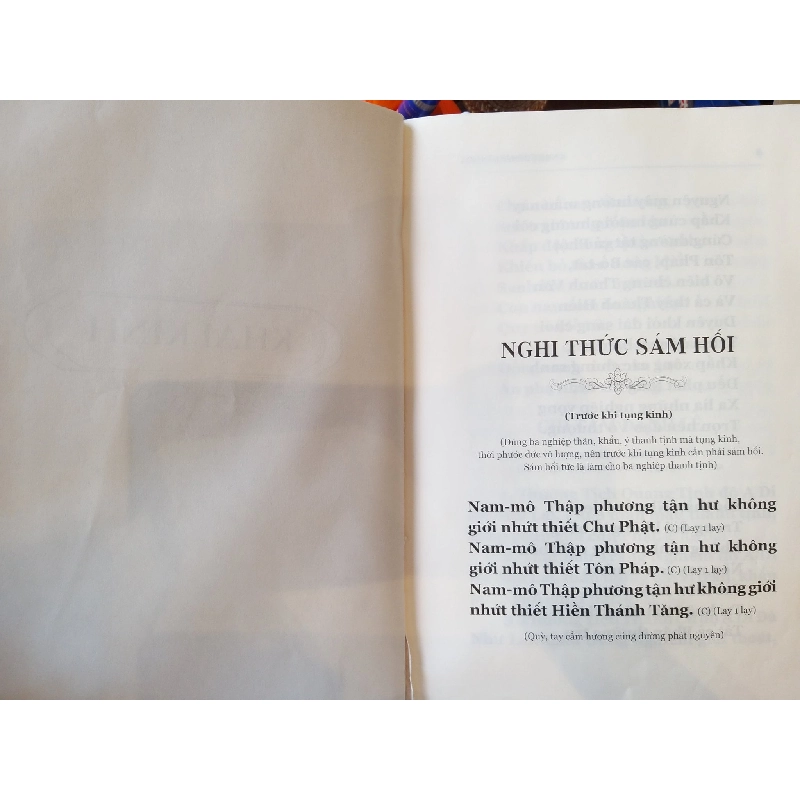 NGHI THỨC SÁM HỐI
(Trước khi tụng kinh)
(Dùng ba nghiệp thân, khẩu, ý thanh tịnh mà tụng kinh,
thời phước đức vô lượng, nên trước khi tụng kinh cần phải sám hối.
Sám hối tức là làm cho ba nghiệp thanh tịnh)
Nam-mô Thập phương tận hư không
giới nhứt thiết Chư Phật. (C) (Lạy 1 lạy)
Nam-mô Thập phương tận hư không
giới nhứt thiết Tôn Pháp. (C) (Lạy 1 lạy)
Nam-mô Thập phương tận hư không giới
nhứt thiết Hiền Thánh Tăng. (C) (Lạy 1 lạy)
(Quỳ, tay cầm hương cúng dường phát nguyện)